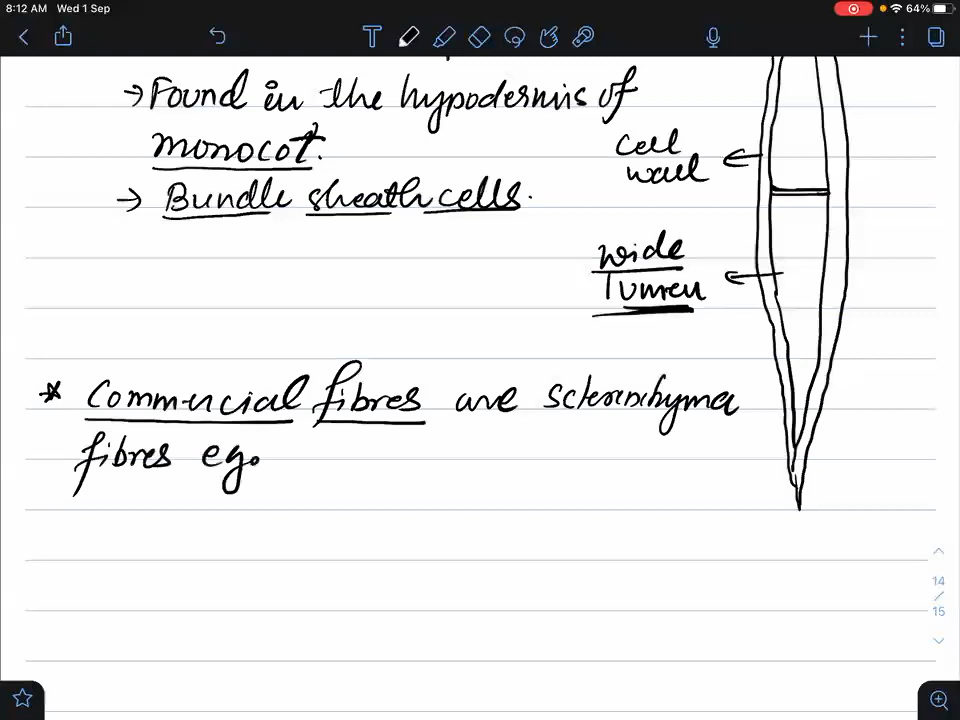 8:12 AM Wed 1 Sep
64%
→ Found in the hypodermis of
monocot.
→ Bundle sheath cells.
cell
wall
wide
lumen
* Commercial fibres are sclerenchyma
fibres eg.
14
/
15